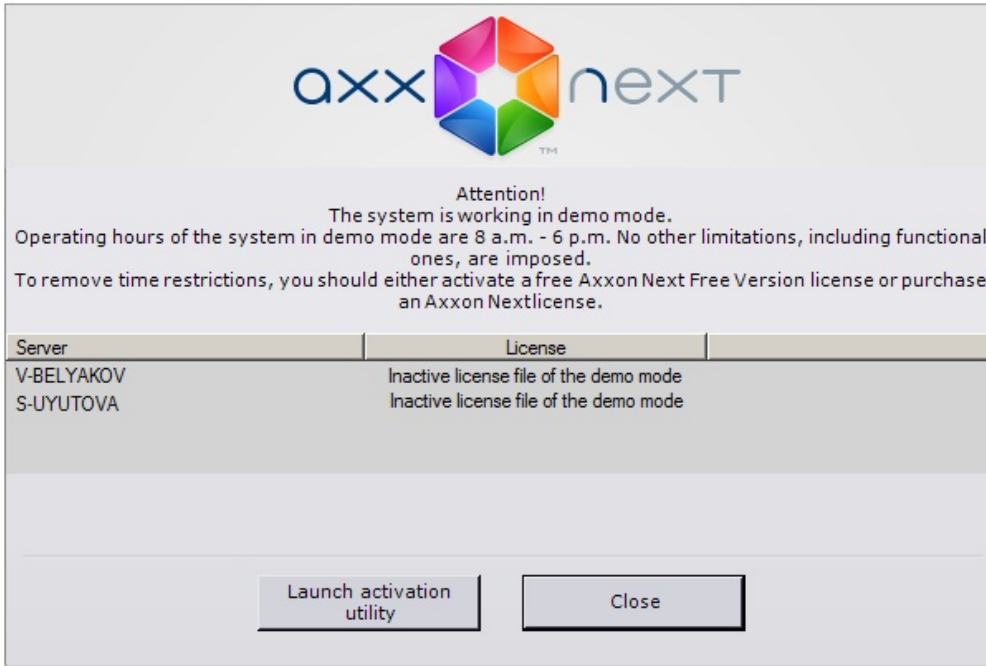 axxonnext
TM
Attention!
The system is working in demo mode.
Operating hours of the system in demo mode are 8 a.m. - 6 p.m. No other limitations, including functional
ones, are imposed.
To remove time restrictions, you should either activate a free Axxon Next Free Version license or purchase
an Axxon Nextlicense.
Server License
V-BELYAKOV Inactive license file of the demo mode
S-UYUTOVA Inactive license file of the demo mode
Launch activation
utility
Close